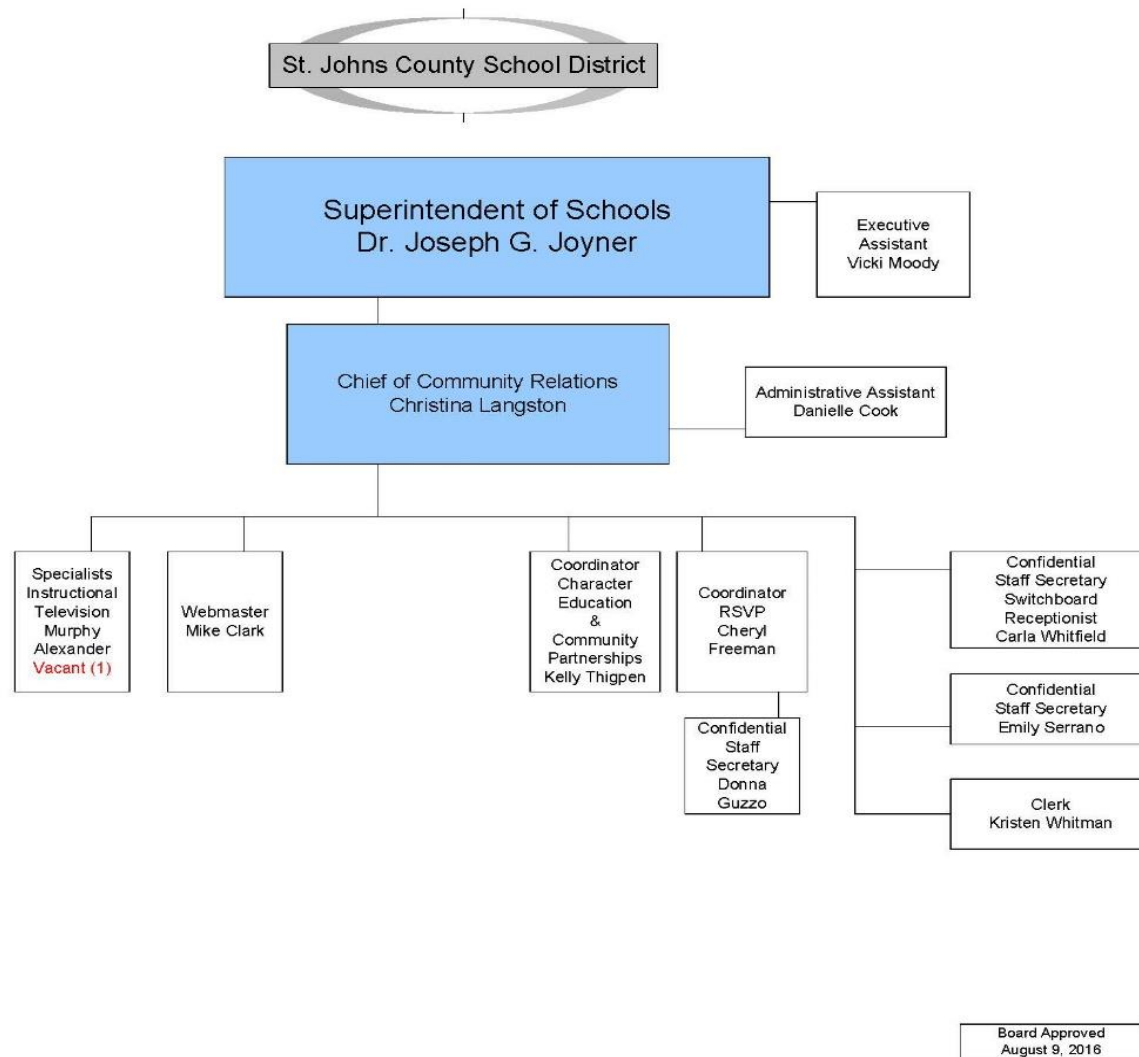 St. Johns County School District
Superintendent of Schools
Dr. Joseph G. Joyner
Executive
Assistant
Vicki Moody
Chief of Community Relations
Christina Langston
Administrative Assistant
Danielle Cook
Specialists
Instructional
Television
Murphy
Alexander
Vacant (1)
Webmaster
Mike Clark
Coordinator
Character
Education
&
Community
Partnerships
Kelly Thigpen
Coordinator
RSVP
Cheryl
Freeman
Confidential
Staff
Secretary
Donna
Guzzo
Confidential
Staff Secretary
Switchboard
Receptionist
Carla Whitfield
Confidential
Staff Secretary
Emily Serrano
Clerk
Kristen Whitman
Board Approved
August 9, 2016